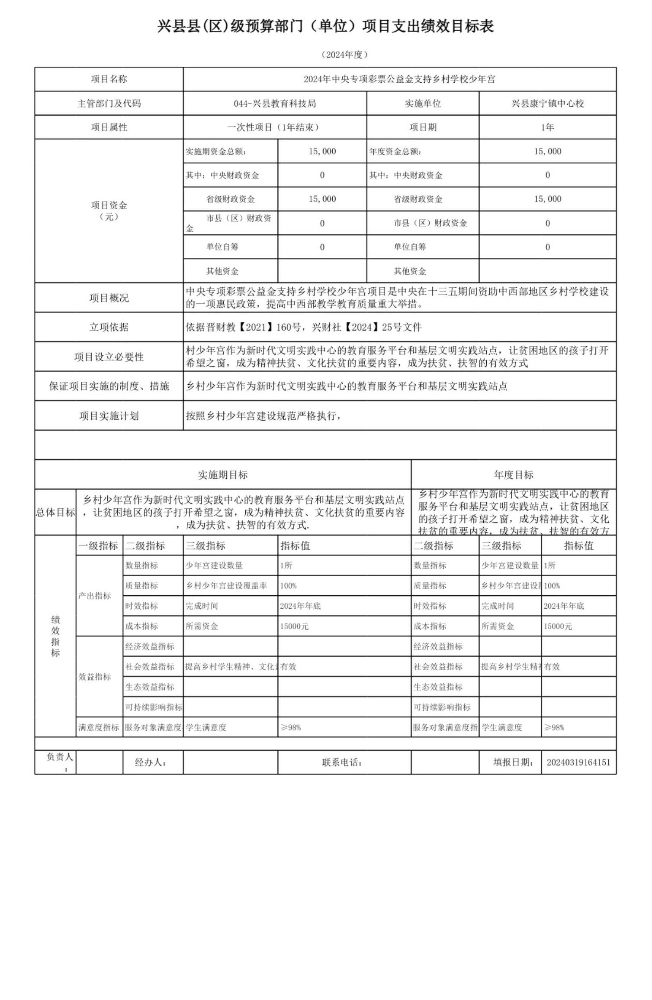 兴县县(区)级预算部门（单位）项目支出绩效目标表
（2024年度）
项目名称 2024年中央专项彩票公益金支持乡村学校少年宫
主管部门及代码 044-兴县教育科技局 实施单位 兴县康宁镇中心校
项目属性 一次性项目（1年结束） 项目期 1年
项目资金
（元）
实施期资金总额: 15,000 年度资金总额: 15,000
其中: 中央财政资金 0 其中: 中央财政资金 0
省级财政资金 15,000 省级财政资金 15,000
市县（区）财政资
金 0 市县（区）财政资金 0
单位自筹 0 单位自筹 0
其他资金 其他资金
项目概况 中央专项彩票公益金支持乡村学校少年宫项目是中央在十三五期间资助中西部地区乡村学校建设
的一项惠民政策，提高中西部教学教育质量重大举措。
立项依据 依据晋财教【2021】160号，兴财社【2024】25号文件
项目设立必要性 村少年宫作为新时代文明实践中心的教育服务平台和基层文明实践站点，让贫困地区的孩子打开
希望之窗，成为精神扶贫、文化扶贫的重要内容，成为扶贫、扶智的有效方式
保证项目实施的制度、措施 乡村少年宫作为新时代文明实践中心的教育服务平台和基层文明实践站点
项目实施计划 按照乡村少年宫建设规范严格执行，
实施期目标 年度目标
总体目标
乡村少年宫作为新时代文明实践中心的教育服务平台和基层文明实践站点
，让贫困地区的孩子打开希望之窗，成为精神扶贫、文化扶贫的重要内容
，成为扶贫、扶智的有效方式.
乡村少年宫作为新时代文明实践中心的教育
服务平台和基层文明实践站点，让贫困地区
的孩子打开希望之窗，成为精神扶贫、文化
扶贫的重要内容，成为扶贫、扶智的有效方
绩
效
指
标
一级指标 二级指标 三级指标 指标值 二级指标 三级指标 指标值
产出指标
数量指标 少年宫建设数量 1所 数量指标 少年宫建设数量 1所
质量指标 乡村少年宫建设覆盖率 100% 质量指标 乡村少年宫建设 100%
时效指标 完成时间 2024年年底 时效指标 完成时间 2024年年底
成本指标 所需资金 15000元 成本指标 所需资金 15000元
效益指标
经济效益指标 经济效益指标
社会效益指标 提高乡村学生精神、文化 有效 社会效益指标 提高乡村学生精 有效
生态效益指标 生态效益指标
可持续影响指标 可持续影响指标
满意度指标 服务对象满意度 学生满意度 ≥98% 服务对象满意度指 学生满意度 ≥98%
负责人
: 经办人: 联系电话: 填报日期: 20240319164151